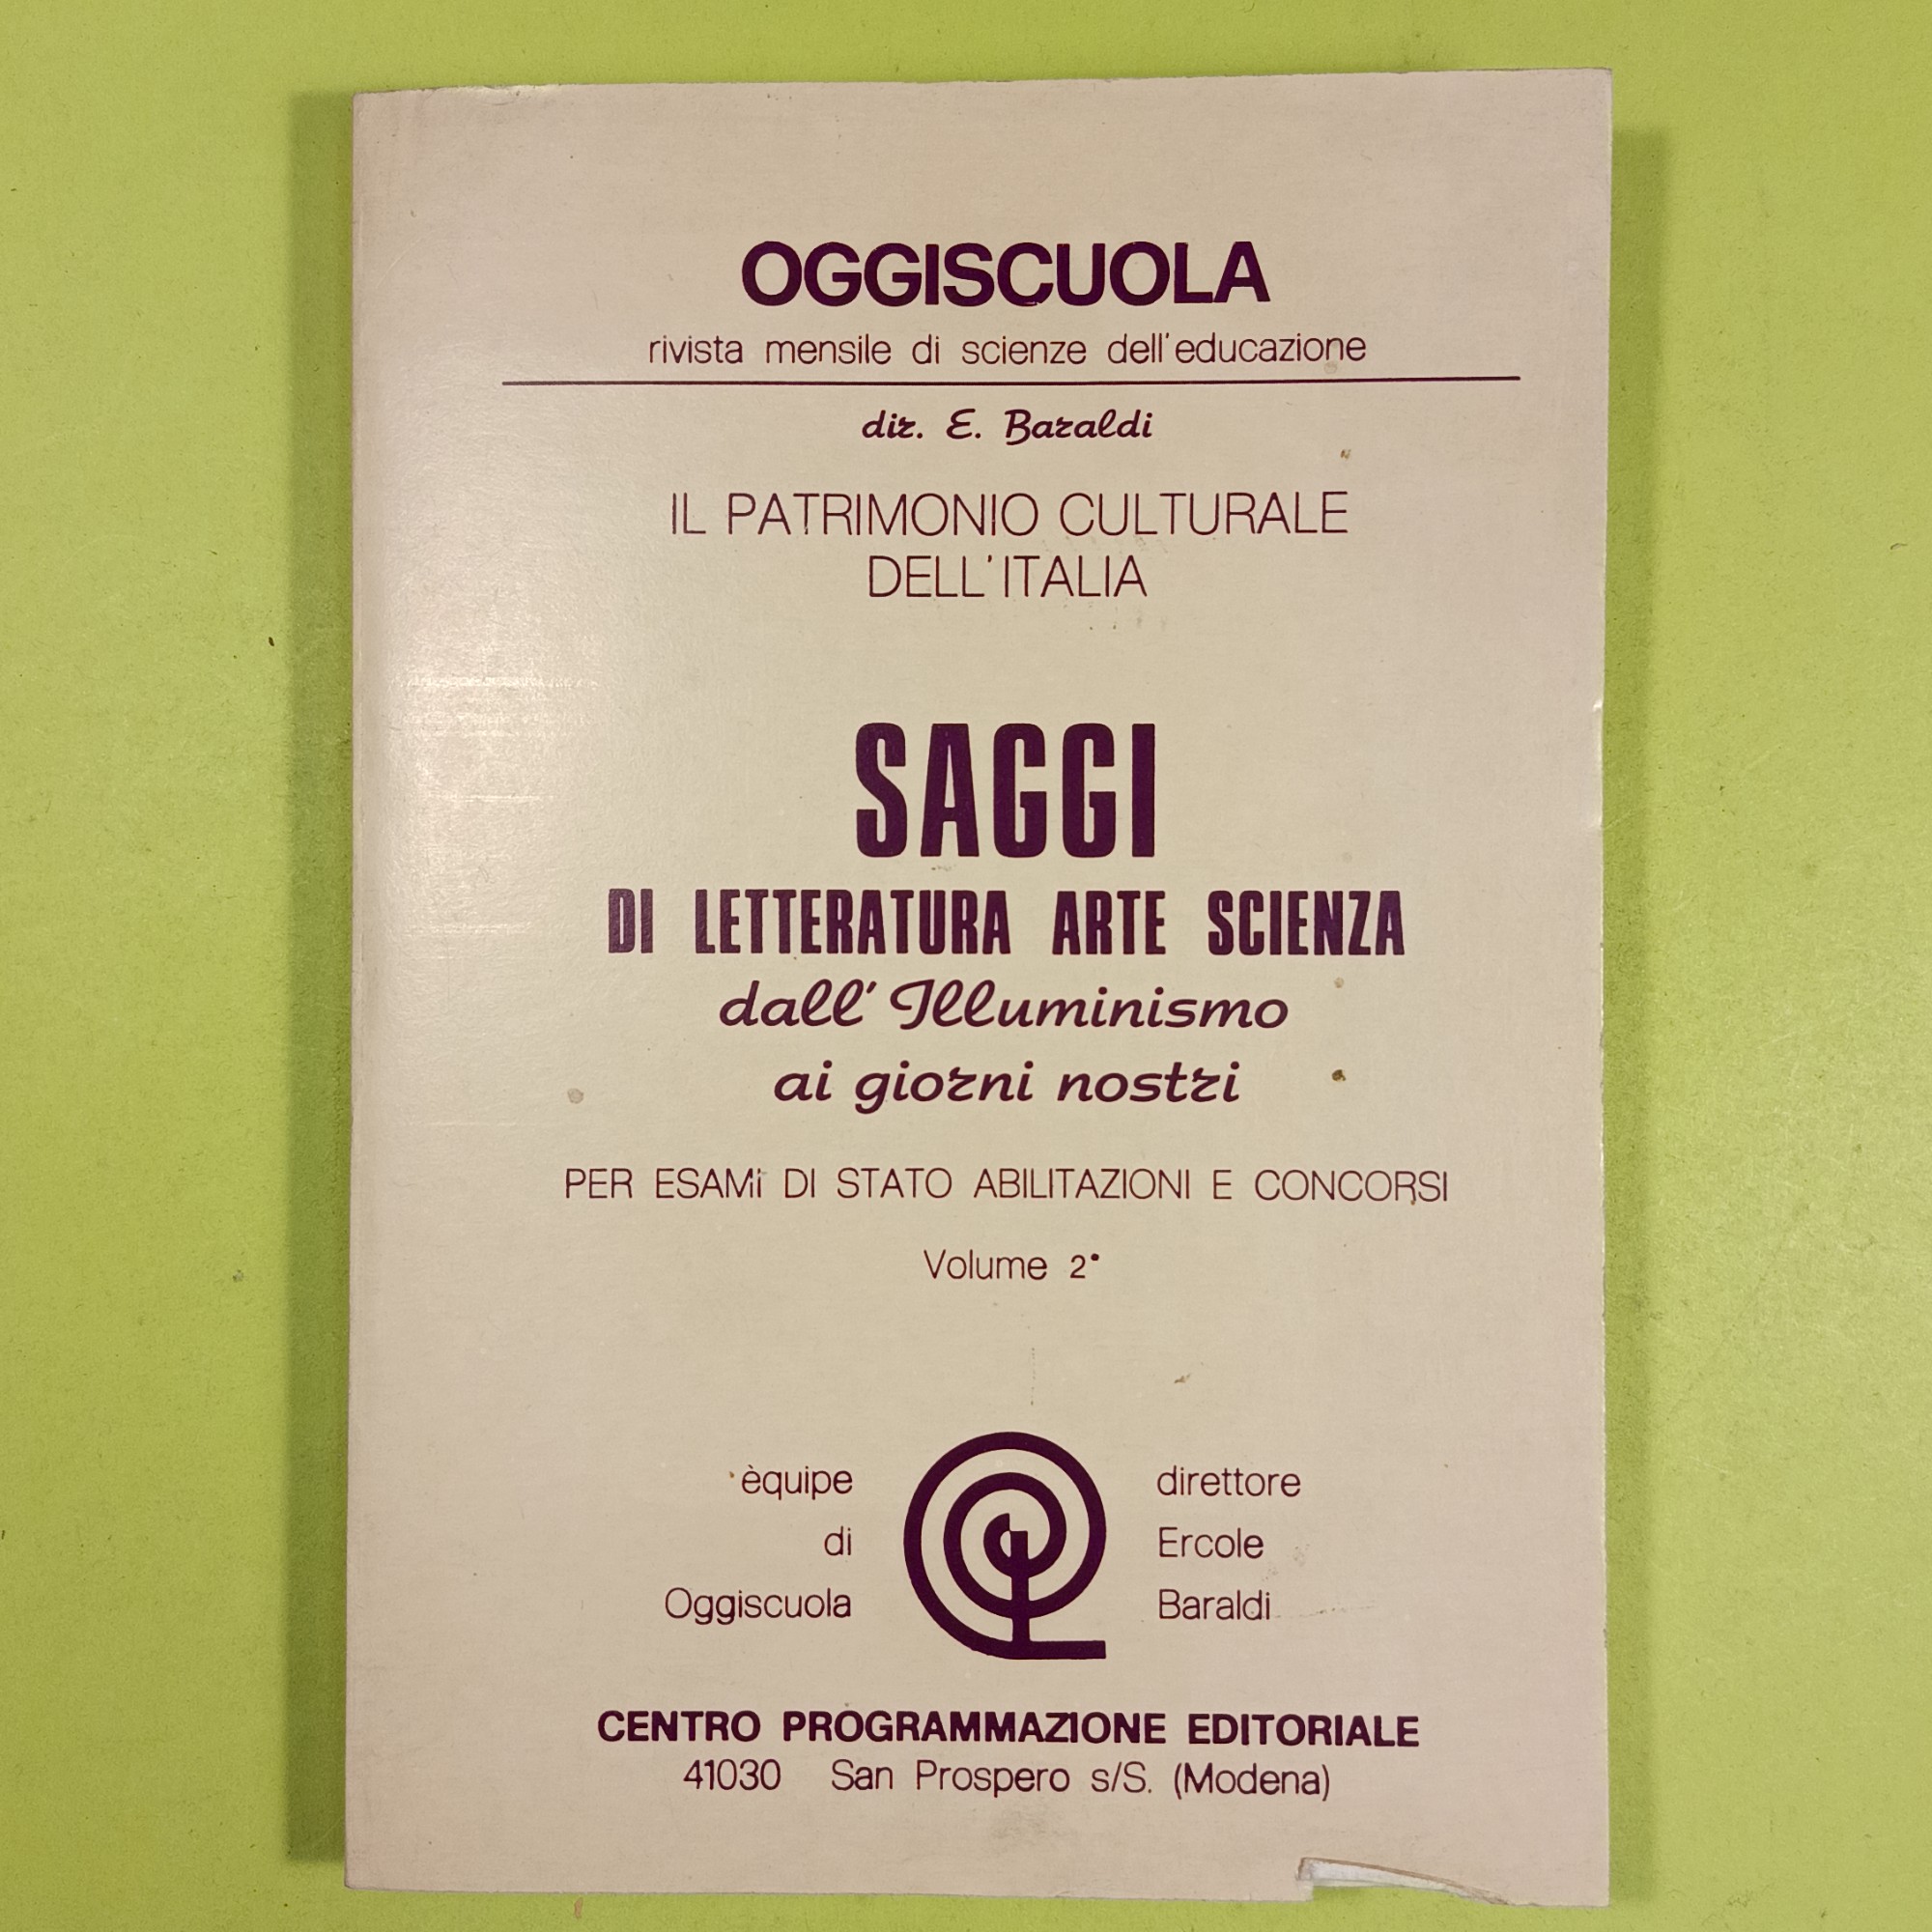 OGGISCUOLA
rivista mensile di scienze dell'educazione
dir. E. Baraldi
IL PATRIMONIO CULTURALE
DELL'ITALIA
SAGGI
DI LETTERATURA ARTE SCIENZA
dall'Illuminismo
ai giorni nostri
PER ESAMi DI STATO ABILITAZIONI E CONCORSI
Volume 2°
èquipe
di
Oggiscuola
direttore
Ercole
Baraldi
CENTRO PROGRAMMAZIONE EDITORIALE
41030 San Prospero s/S. (Modena)